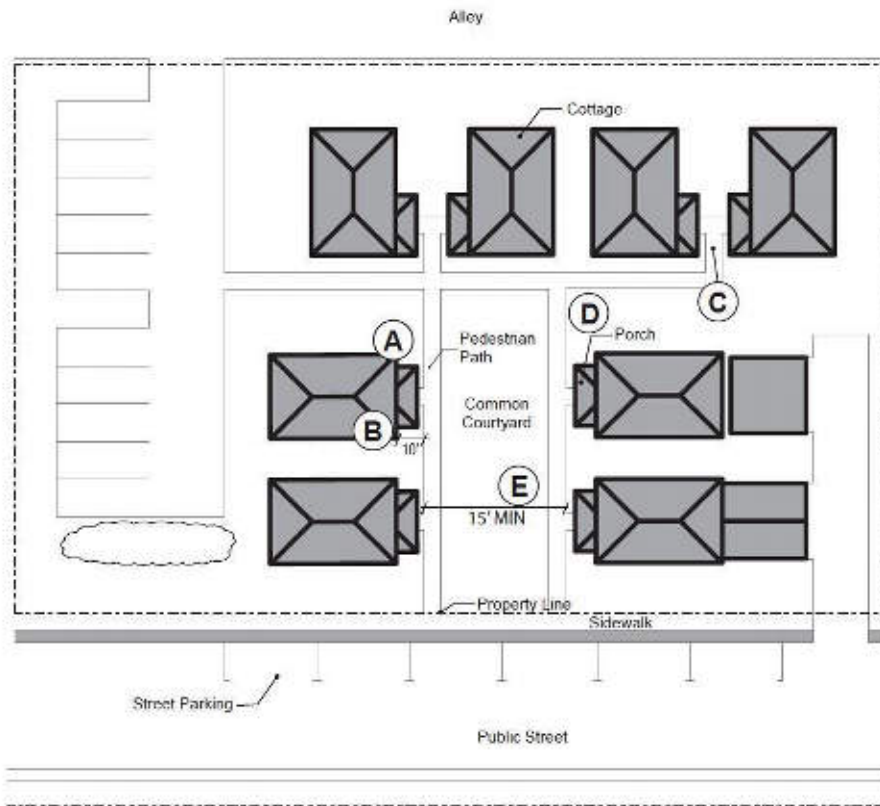 Alley
Cottage
C
D
Porch
A
Pedestrian
Path
Common
Courtyard
B
10'
E
15' MIN
Property Line
Sidewalk
Street Parking
Public Street